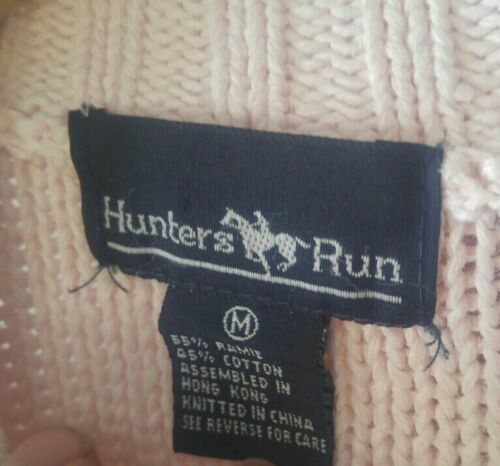 Hunters Run
M
55% RAMIE
45% COTTON
ASSEMBLED IN
HONG KONG
KNITTED IN CHINA
SEE REVERSE FOR CARE